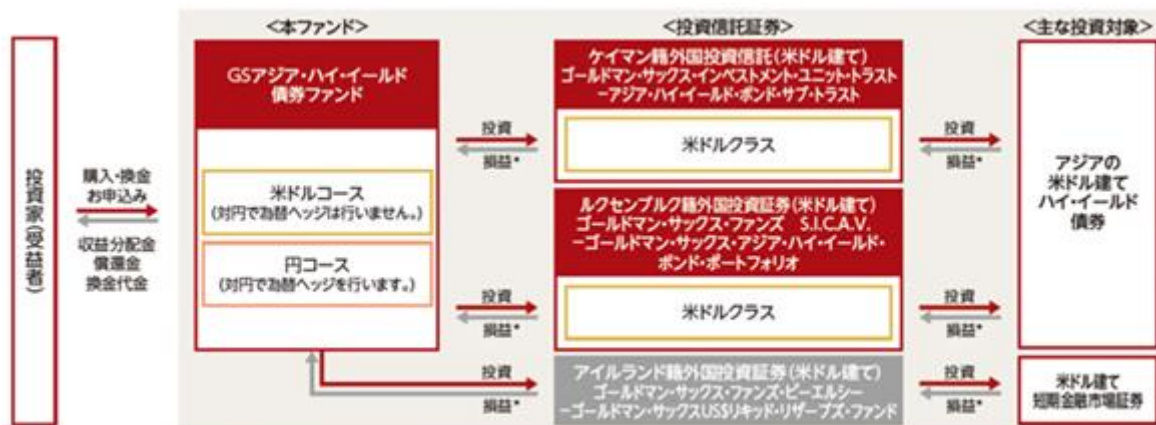 <本ファンド>
<投資信託証券>
<主な投資対象>
投資家(受益者)
購入・換金
お申込み
収益分配金
償還金
換金代金
GSアジア・ハイ・イールド
債券ファンド
米ドルコース
(対円で為替ヘッジは行いません。)
円コース
(対円で為替ヘッジを行います。)
投資
損益*
投資
損益*
投資
損益*
ケイマン籍外国投資信託(米ドル建て)
ゴールドマン・サックス・インベストメント・ユニット・トラスト
ーアジア・ハイ・イールド・ボンド・サブ・トラスト
米ドルクラス
ルクセンブルク籍外国投資証券(米ドル建て)
ゴールドマン・サックス・ファンズ S.I.C.A.V.
ーゴールドマン・サックス・アジア・ハイ・イールド・
ボンド・ポートフォリオ
米ドルクラス
アイルランド籍外国投資証券(米ドル建て)
ゴールドマン・サックス・ファンズ・ピーエルシー
ーゴールドマン・サックスUS$リキッド・リザーブズ・ファンド
投資
損益*
投資
損益*
投資
損益*
アジアの
米ドル建て
ハイ・イールド
債券
米ドル建て
短期金融市場証券